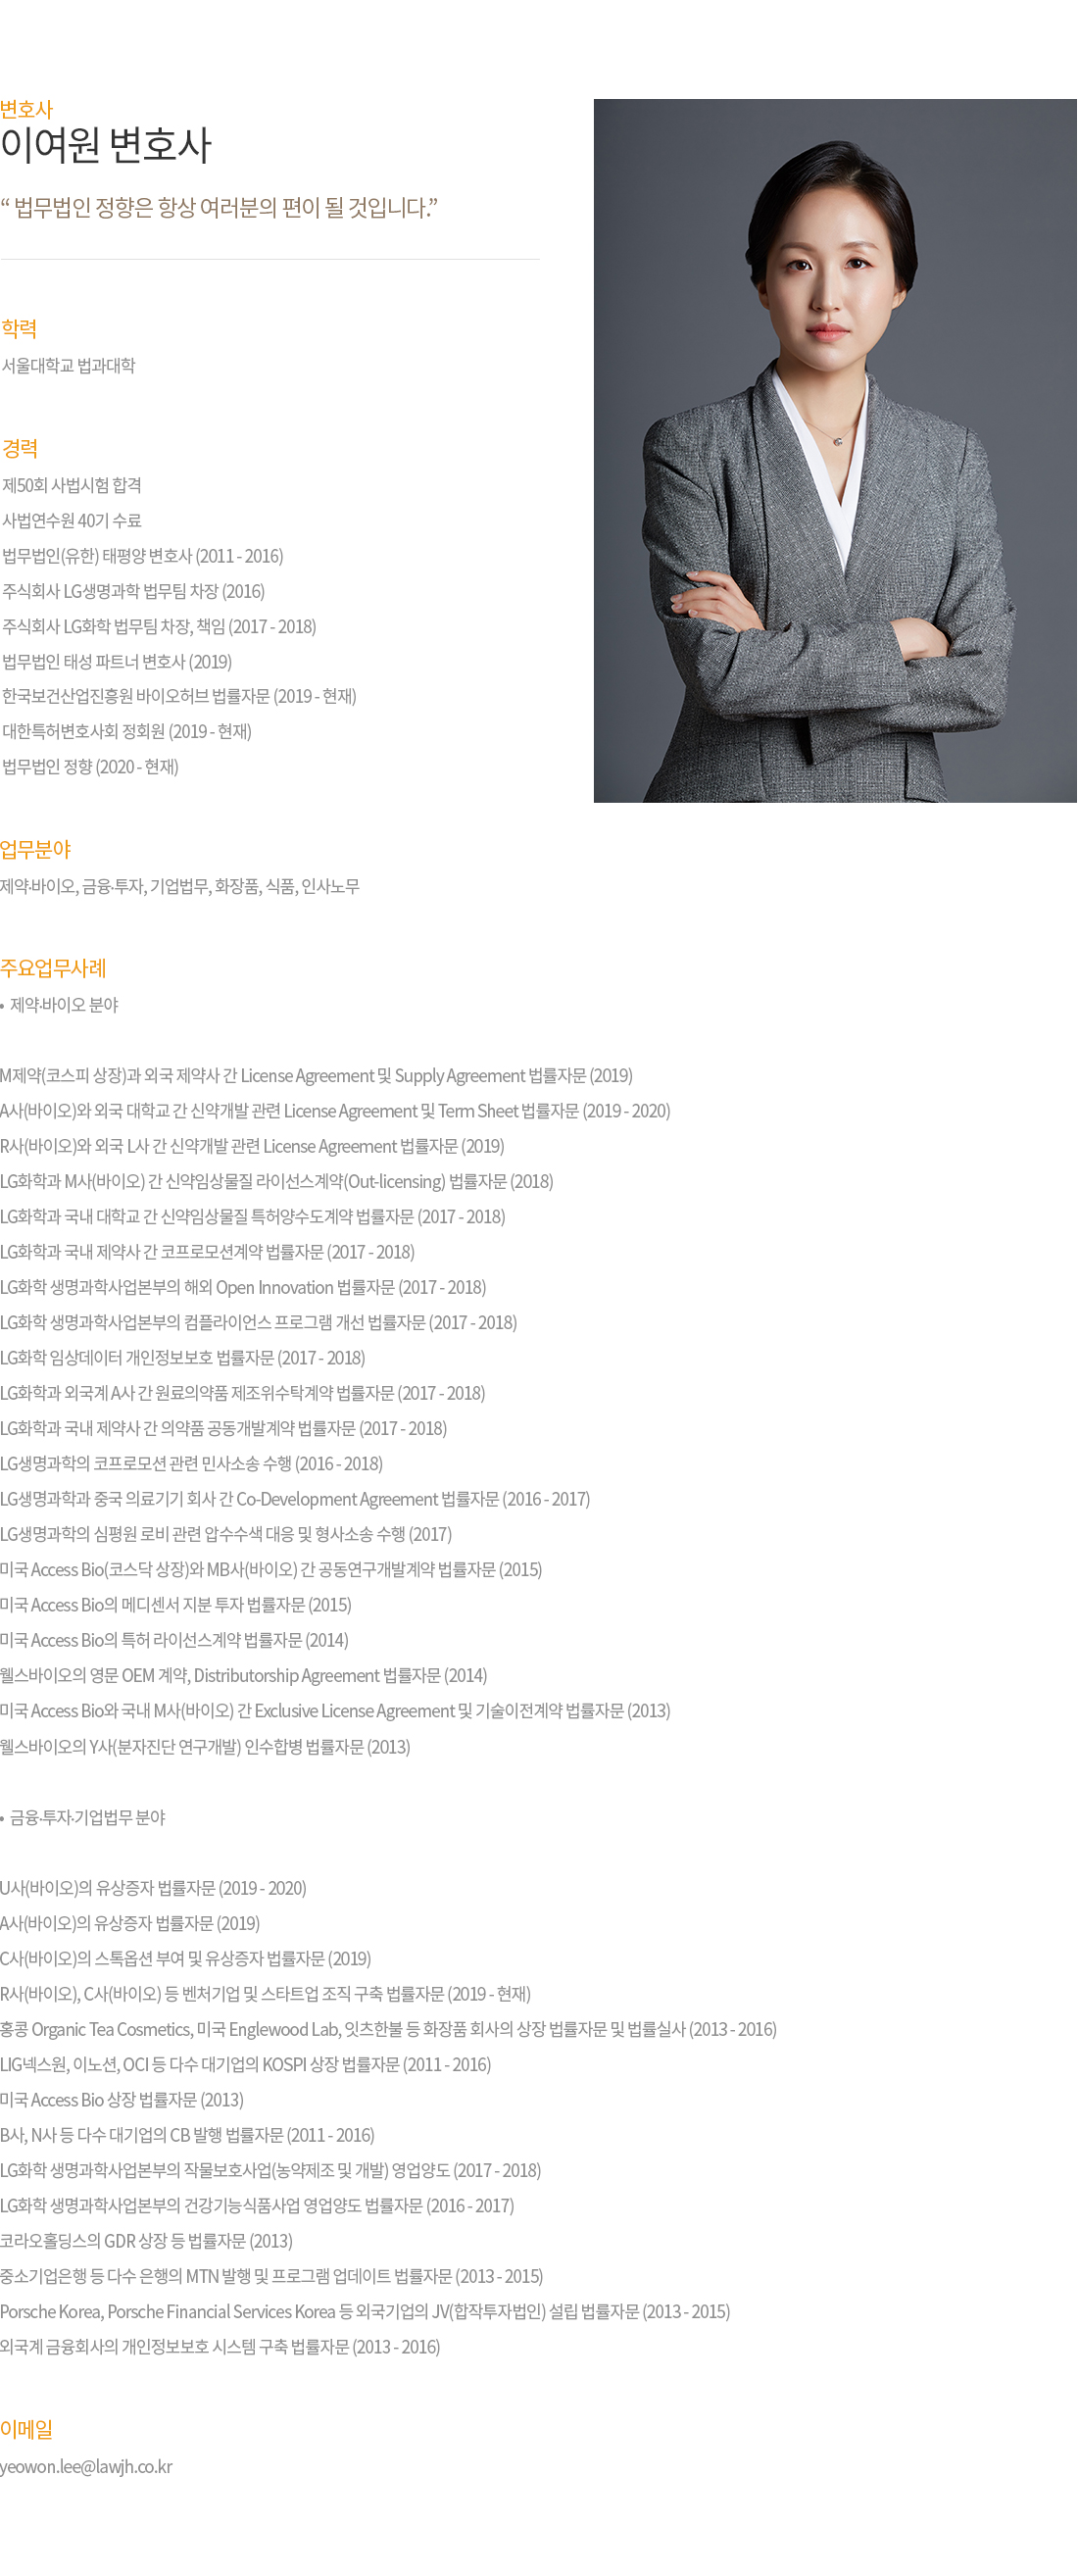 변호사
이여원 변호사
“ 법무법인 정향은 항상 여러분의 편이 될 것입니다.”
학력
서울대학교 법과대학
경력
제50회 사법시험 합격
사법연수원 40기 수료
법무법인(유한) 태평양 변호사 (2011 - 2016)
주식회사 LG생명과학 법무팀 차장 (2016)
주식회사 LG화학 법무팀 차장, 책임 (2017 - 2018)
법무법인 태성 파트너 변호사 (2019)
한국보건산업진흥원 바이오허브 법률자문 (2019 - 현재)
대한특허변호사회 정회원 (2019 - 현재)
법무법인 정향 (2020 - 현재)
업무분야
제약·바이오, 금융·투자, 기업법무, 화장품, 식품, 인사노무
주요업무사례
• 제약·바이오 분야
M제약(코스피 상장)과 외국 제약사 간 License Agreement 및 Supply Agreement 법률자문 (2019)
A사(바이오)와 외국 대학교 간 신약개발 관련 License Agreement 및 Term Sheet 법률자문 (2019 - 2020)
R사(바이오)와 외국 L사 간 신약개발 관련 License Agreement 법률자문 (2019)
LG화학과 M사(바이오) 간 신약임상물질 라이선스계약(Out-licensing) 법률자문 (2018)
LG화학과 국내 대학교 간 신약임상물질 특허양수도계약 법률자문 (2017 - 2018)
LG화학과 국내 제약사 간 코프로모션계약 법률자문 (2017 - 2018)
LG화학 생명과학사업본부의 해외 Open Innovation 법률자문 (2017 - 2018)
LG화학 생명과학사업본부의 컴플라이언스 프로그램 개선 법률자문 (2017 - 2018)
LG화학 임상데이터 개인정보보호 법률자문 (2017 - 2018)
LG화학과 외국계 A사 간 원료의약품 제조위수탁계약 법률자문 (2017 - 2018)
LG화학과 국내 제약사 간 의약품 공동개발계약 법률자문 (2017 - 2018)
LG생명과학의 코프로모션 관련 민사소송 수행 (2016 - 2018)
LG생명과학과 중국 의료기기 회사 간 Co-Development Agreement 법률자문 (2016 - 2017)
LG생명과학의 심평원 로비 관련 압수수색 대응 및 형사소송 수행 (2017)
미국 Access Bio(코스닥 상장)와 MB사(바이오) 간 공동연구개발계약 법률자문 (2015)
미국 Access Bio의 메디센서 지분 투자 법률자문 (2015)
미국 Access Bio의 특허 라이선스계약 법률자문 (2014)
웰스바이오의 영문 OEM 계약, Distributorship Agreement 법률자문 (2014)
미국 Access Bio와 국내 M사(바이오) 간 Exclusive License Agreement 및 기술이전계약 법률자문 (2013)
웰스바이오의 Y사(분자진단 연구개발) 인수합병 법률자문 (2013)
• 금융·투자·기업법무 분야
U사(바이오)의 유상증자 법률자문 (2019 - 2020)
A사(바이오)의 유상증자 법률자문 (2019)
C사(바이오)의 스톡옵션 부여 및 유상증자 법률자문 (2019)
R사(바이오), C사(바이오) 등 벤처기업 및 스타트업 조직 구축 법률자문 (2019 - 현재)
홍콩 Organic Tea Cosmetics, 미국 Englewood Lab, 잇츠한불 등 화장품 회사의 상장 법률자문 및 법률실사 (2013 - 2016)
LIG넥스원, 이노션, OCI 등 다수 대기업의 KOSPI 상장 법률자문 (2011 - 2016)
미국 Access Bio 상장 법률자문 (2013)
B사, N사 등 다수 대기업의 CB 발행 법률자문 (2011 - 2016)
LG화학 생명과학사업본부의 작물보호사업(농약제조 및 개발) 영업양도 (2017 - 2018)
LG화학 생명과학사업본부의 건강기능식품사업 영업양도 법률자문 (2016 - 2017)
코라오홀딩스의 GDR 상장 등 법률자문 (2013)
중소기업은행 등 다수 은행의 MTN 발행 및 프로그램 업데이트 법률자문 (2013 - 2015)
Porsche Korea, Porsche Financial Services Korea 등 외국기업의 JV(합작투자법인) 설립 법률자문 (2013 - 2015)
외국계 금융회사의 개인정보보호 시스템 구축 법률자문 (2013 - 2016)
이메일
yeowon.lee@lawjh.co.kr